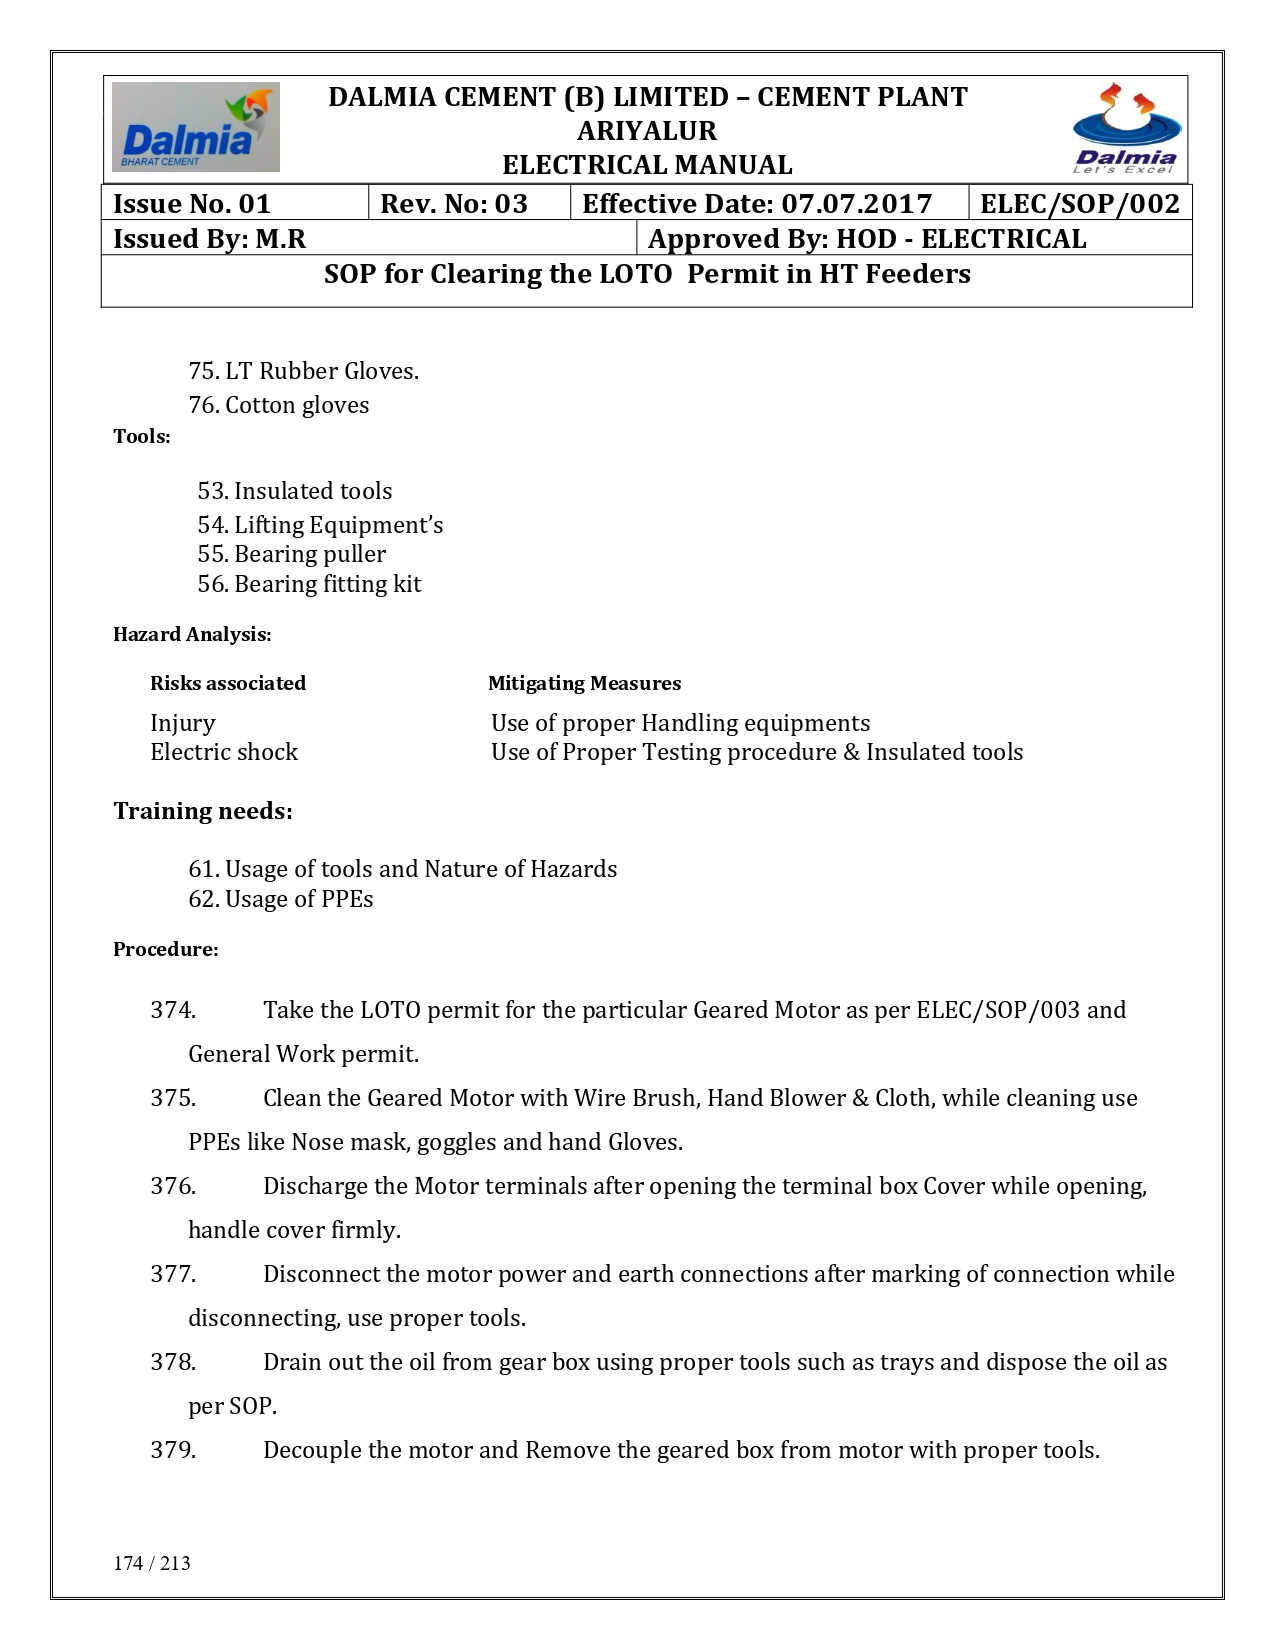 DALMIA CEMENT (B) LIMITED – CEMENT PLANT
ARIYALUR
ELECTRICAL MANUAL
Dalmia
BHARAT CEMENT
Dalmia
Let's Excel
Issue No. 01 Rev. No: 03 Effective Date: 07.07.2017 ELEC/SOP/002
Issued By: M.R Approved By: HOD - ELECTRICAL
SOP for Clearing the LOTO Permit in HT Feeders
75. LT Rubber Gloves.
76. Cotton gloves
Tools:
53. Insulated tools
54. Lifting Equipment’s
55. Bearing puller
56. Bearing fitting kit
Hazard Analysis:
Risks associated Mitigating Measures
Injury Use of proper Handling equipments
Electric shock Use of Proper Testing procedure & Insulated tools
Training needs:
61. Usage of tools and Nature of Hazards
62. Usage of PPEs
Procedure:
374. Take the LOTO permit for the particular Geared Motor as per ELEC/SOP/003 and
General Work permit.
375. Clean the Geared Motor with Wire Brush, Hand Blower & Cloth, while cleaning use
PPEs like Nose mask, goggles and hand Gloves.
376. Discharge the Motor terminals after opening the terminal box Cover while opening,
handle cover firmly.
377. Disconnect the motor power and earth connections after marking of connection while
disconnecting, use proper tools.
378. Drain out the oil from gear box using proper tools such as trays and dispose the oil as
per SOP.
379. Decouple the motor and Remove the geared box from motor with proper tools.
174 / 213